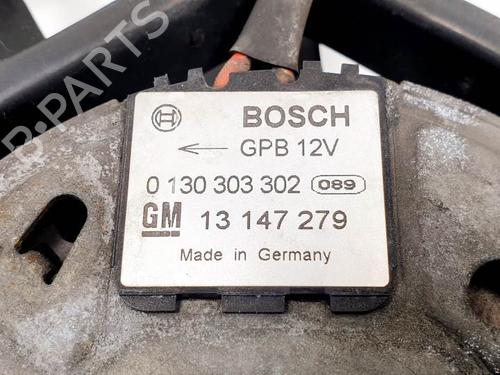 B-PARTS
BOSCH
← GPB 12V
0 130 303 302 089
GM 13 147 279
Made in Germany